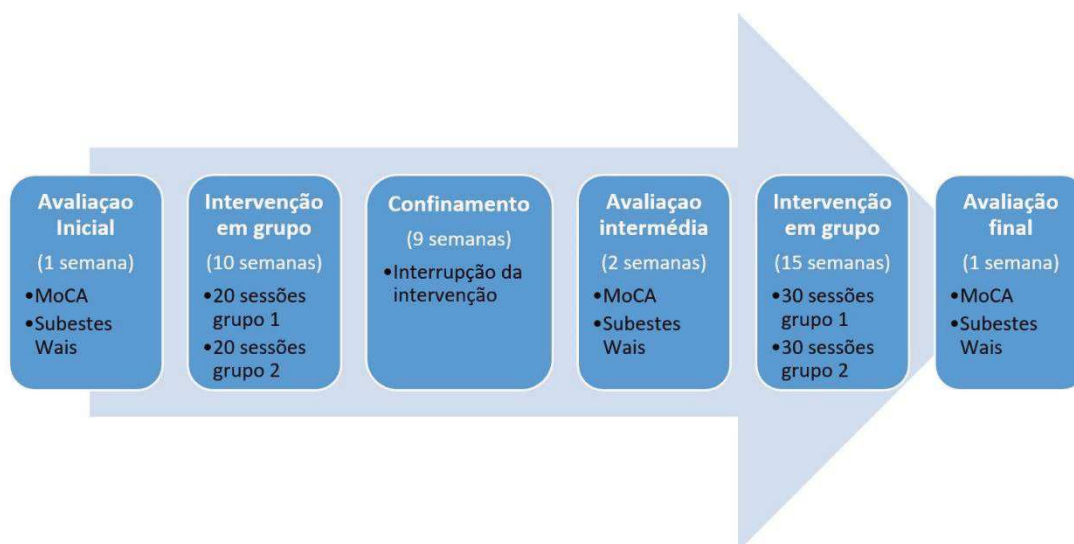 Avaliaçao
Inicial
(1 semana)
•MoCA
•Subestes
Wais
Intervenção
em grupo
(10 semanas)
•20 sessões
grupo 1
•20 sessões
grupo 2
Confinamento
(9 semanas)
•Interrupção da
intervenção
Avaliaçao
intermédia
(2 semanas)
•MoCA
•Subestes
Wais
Intervenção
em grupo
(15 semanas)
•30 sessões
grupo 1
•30 sessões
grupo 2
Avaliação
final
(1 semana)
•MoCA
•Subestes
Wais